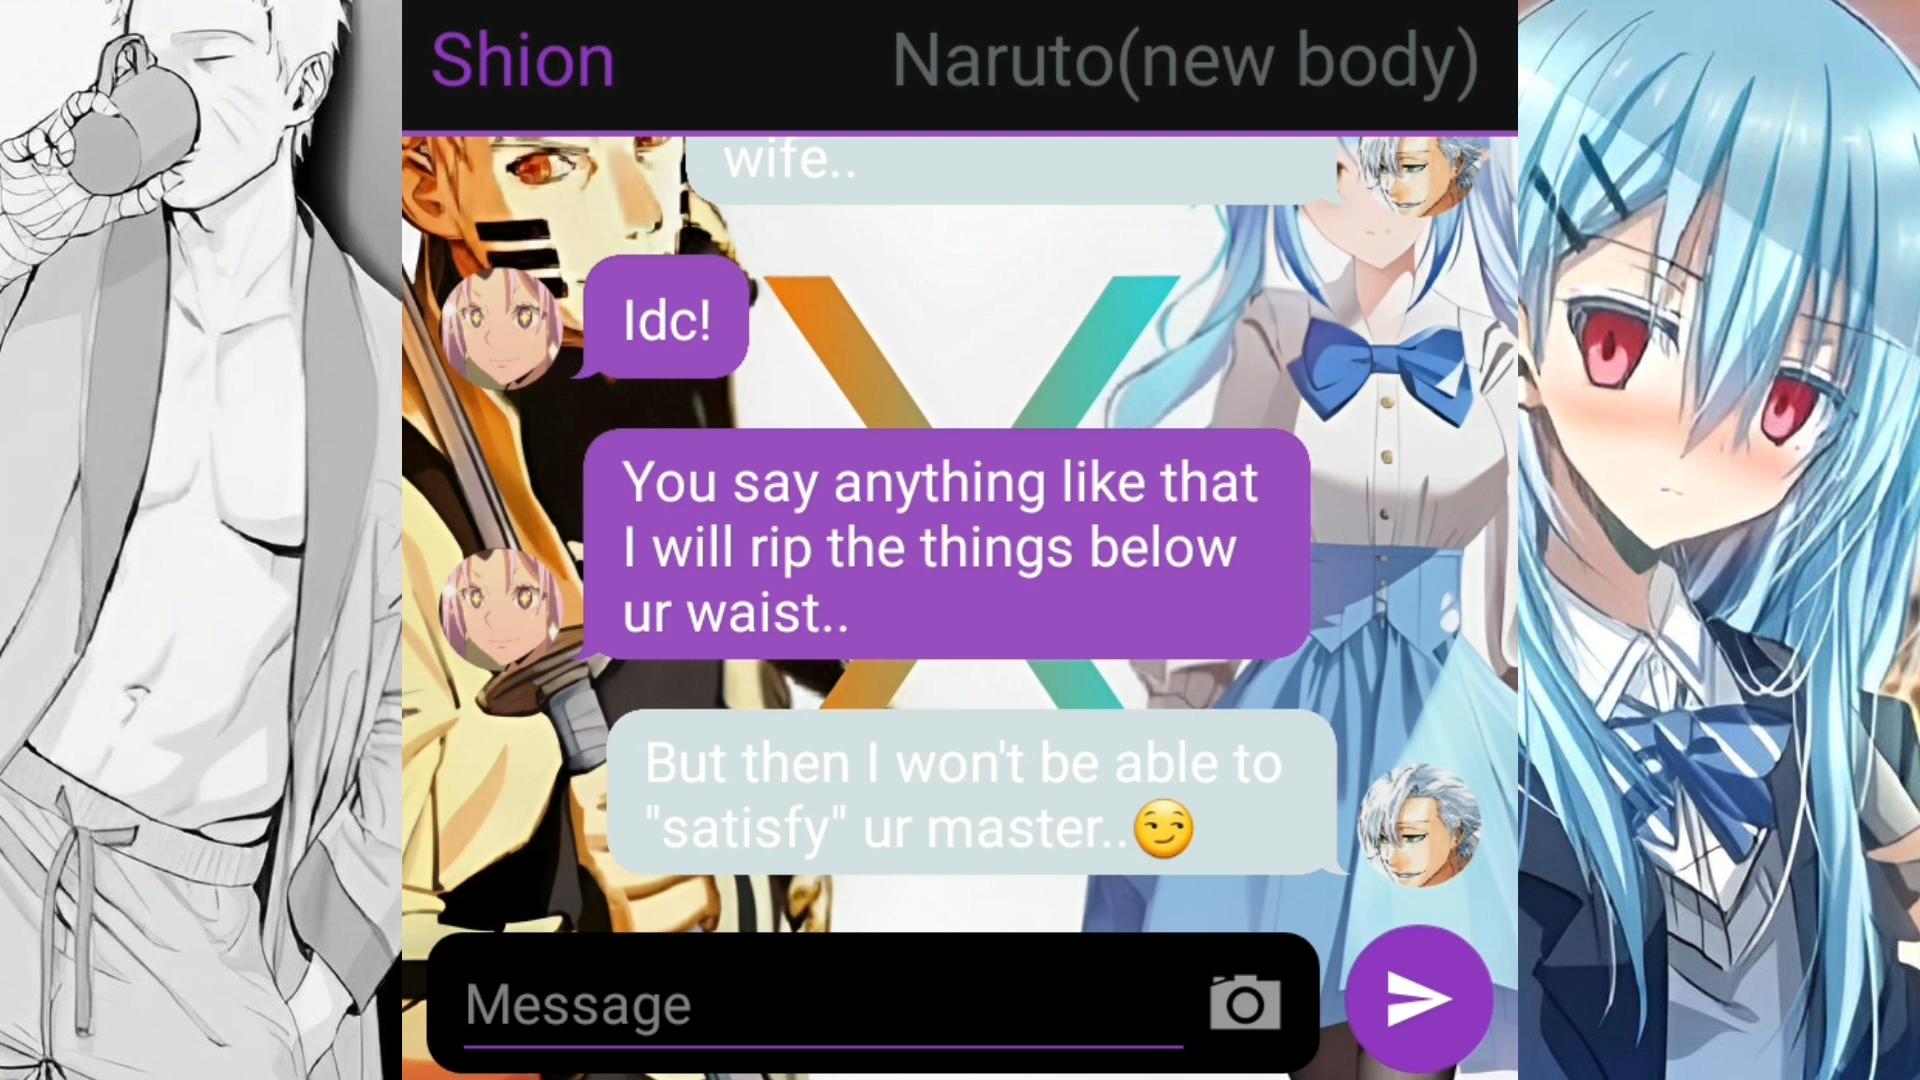 Shion
Naruto(new body)
wife..
Idc!
You say anything like that
I will rip the things below
ur waist..
But then I won't be able to
"satisfy" ur master..😏
Message